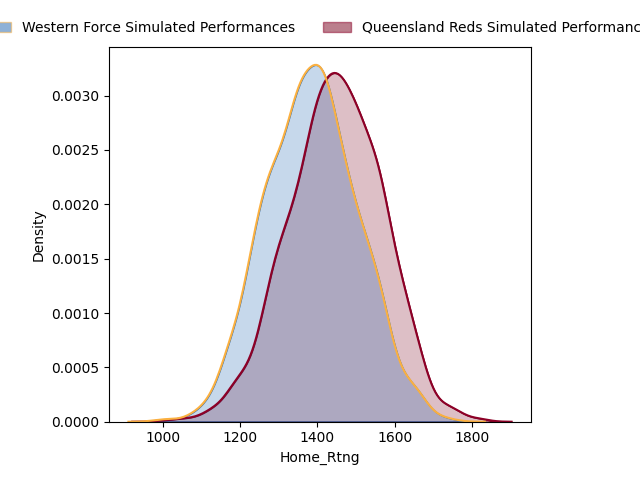 Western Force Simulated Performances
Queensland Reds Simulated Performanc
0.0030
0.0025
0.0020
0.0015
0.0010
0.0005
0.0000
Density
1000 1200 1400 1600 1800
Home_Rtng